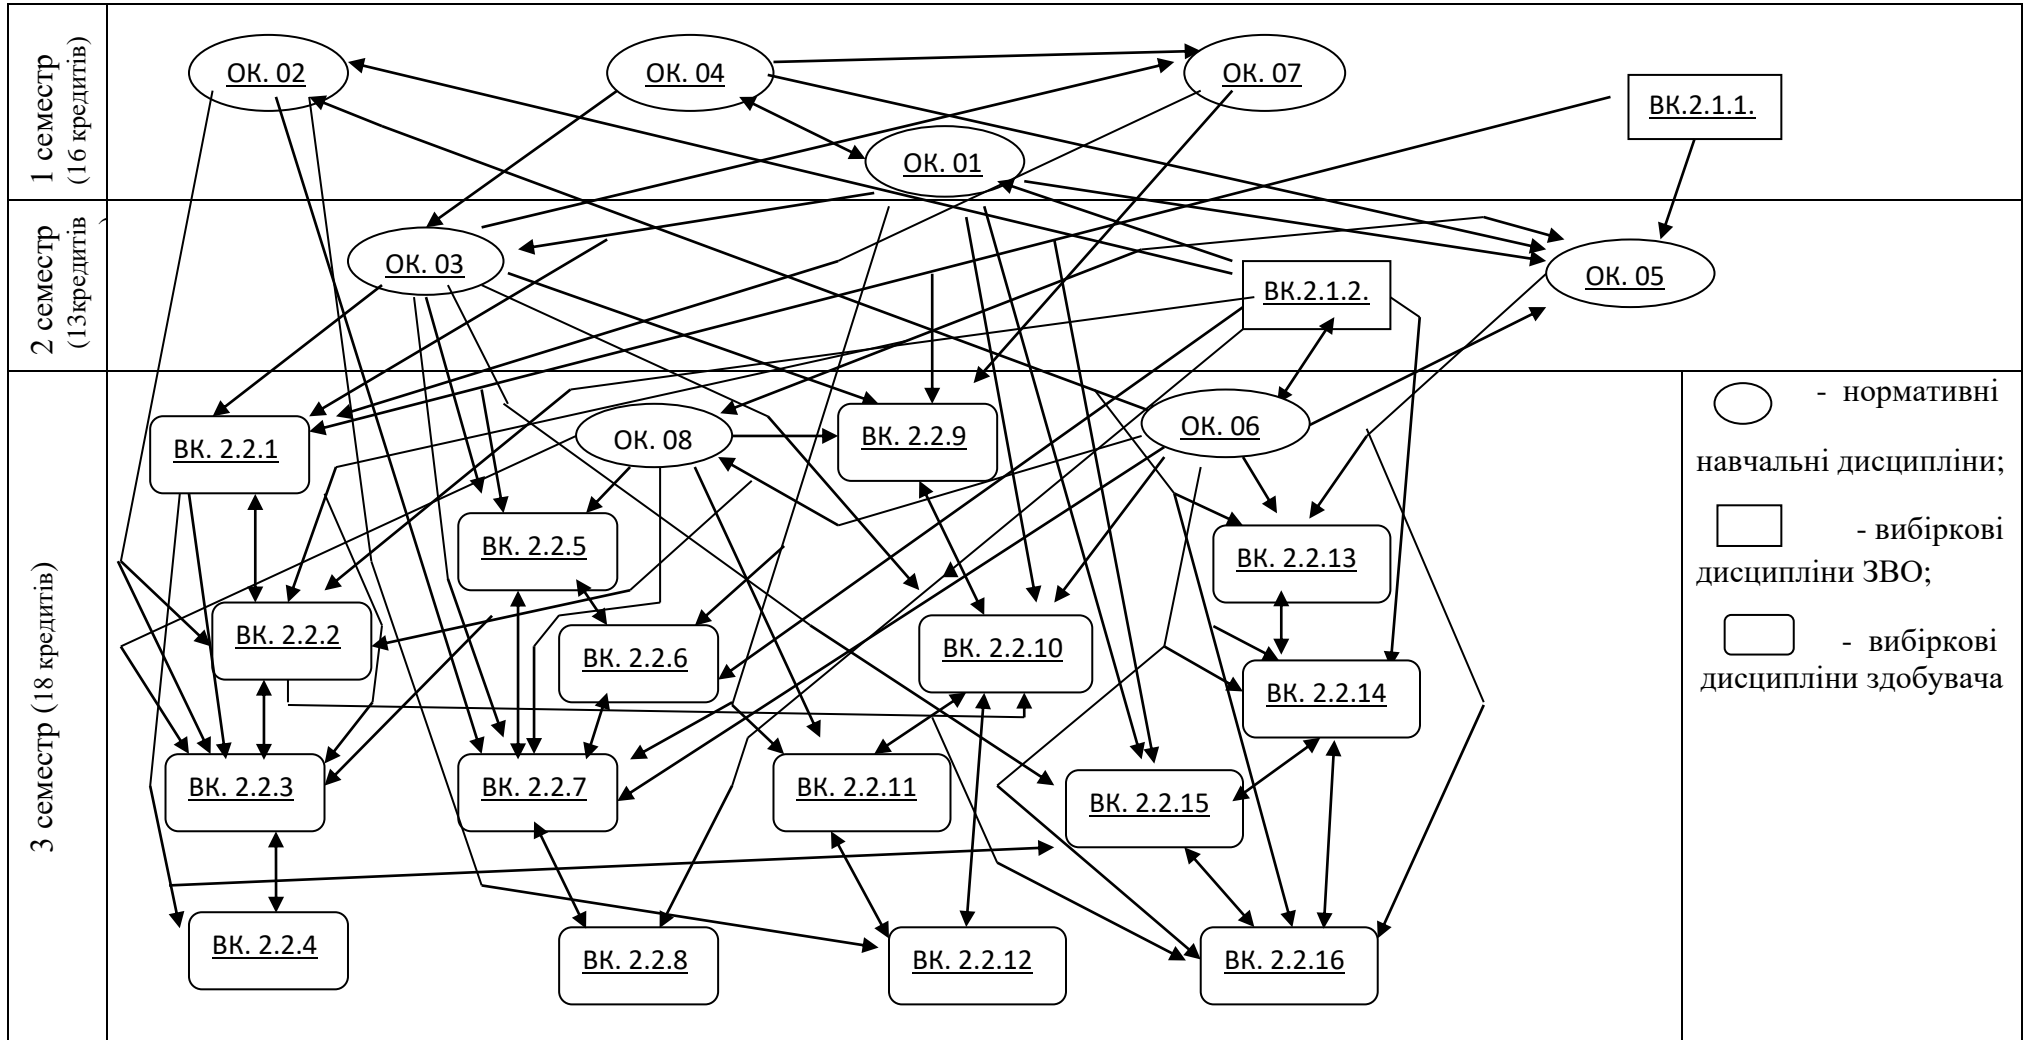 1 семестр
(16 кредитів)
ОК. 02
ОК. 04
ОК. 07
ВК.2.1.1.
ОК. 01
2 семестр
(13кредитів
ОК. 03
ВК.2.1.2.
ОК. 05
3 семестр (18 кредитів)
ВК. 2.2.1
ОК. 08
ВК. 2.2.9
ОК. 06
ВК. 2.2.5
ВК. 2.2.13
ВК. 2.2.2
ВК. 2.2.6
ВК. 2.2.10
ВК. 2.2.14
ВК. 2.2.3
ВК. 2.2.7
ВК. 2.2.11
ВК. 2.2.15
ВК. 2.2.4
ВК. 2.2.8
ВК. 2.2.12
ВК. 2.2.16
- нормативні
навчальні дисципліни;
- вибіркові
дисципліни ЗВО;
- вибіркові
дисципліни здобувача